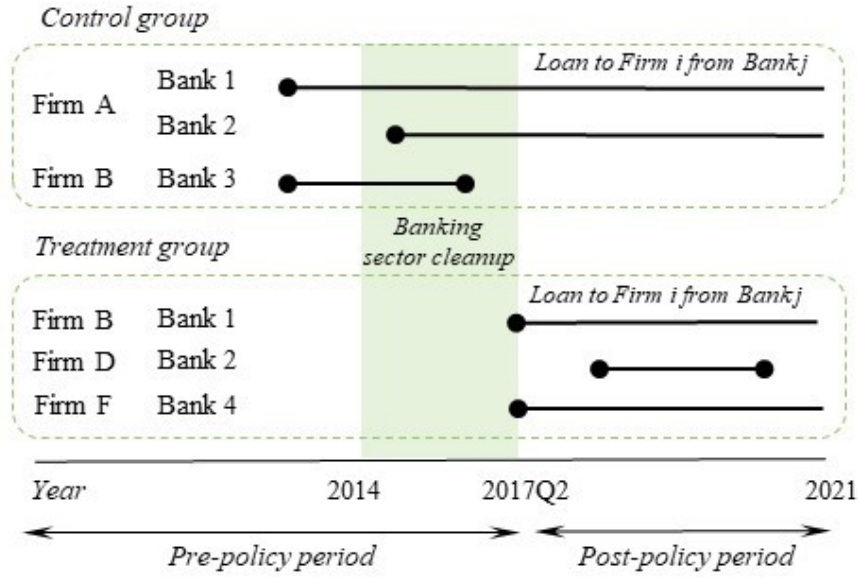 Control group
Loan to Firm i from Bank j
Firm A
Bank 1
Bank 2
Firm B Bank 3
Banking
sector cleanup
Treatment group
Loan to Firm i from Bank j
Firm B Bank 1
Firm D Bank 2
Firm F Bank 4
Year 2014 2017Q2 2021
Pre-policy period Post-policy period